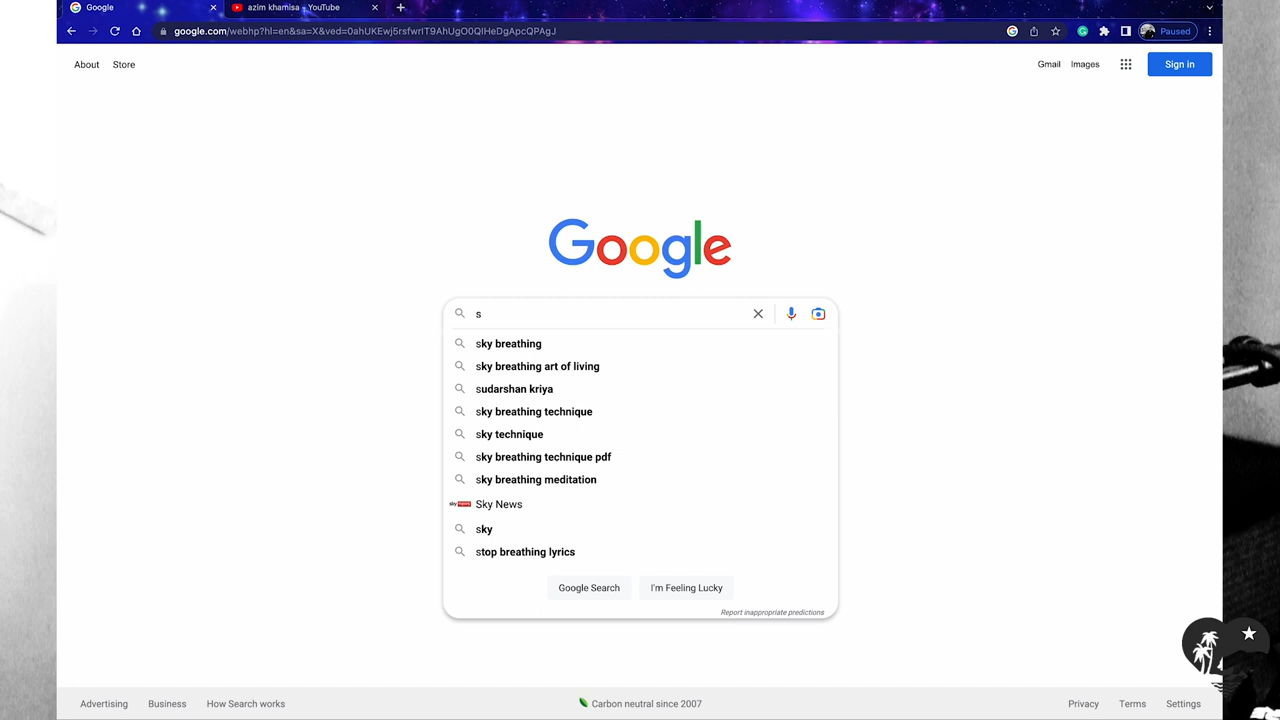 Google
azim khamisa - YouTube
google.com/webhp?hl=en&sa=X&ved=0ahUKEwj5rsfwrIT9AhUgO0QIHeDgApcQPAgJ
Paused
About
Store
Gmail
Images
Sign in
Google
s
sky breathing
sky breathing art of living
sudarshan kriya
sky breathing technique
sky technique
sky breathing technique pdf
sky breathing meditation
Sky News
sky
stop breathing lyrics
Google Search
I'm Feeling Lucky
Report inappropriate predictions
Advertising
Business
How Search works
Carbon neutral since 2007
Privacy
Terms
Settings